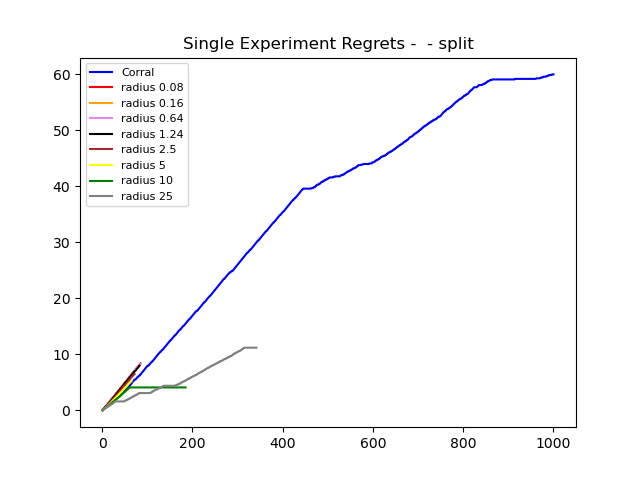 Single Experiment Regrets -  - split
Corral
radius 0.08
radius 0.16
radius 0.64
radius 1.24
radius 2.5
radius 5
radius 10
radius 25
60
50
40
30
20
10
0
0 200 400 600 800 1000